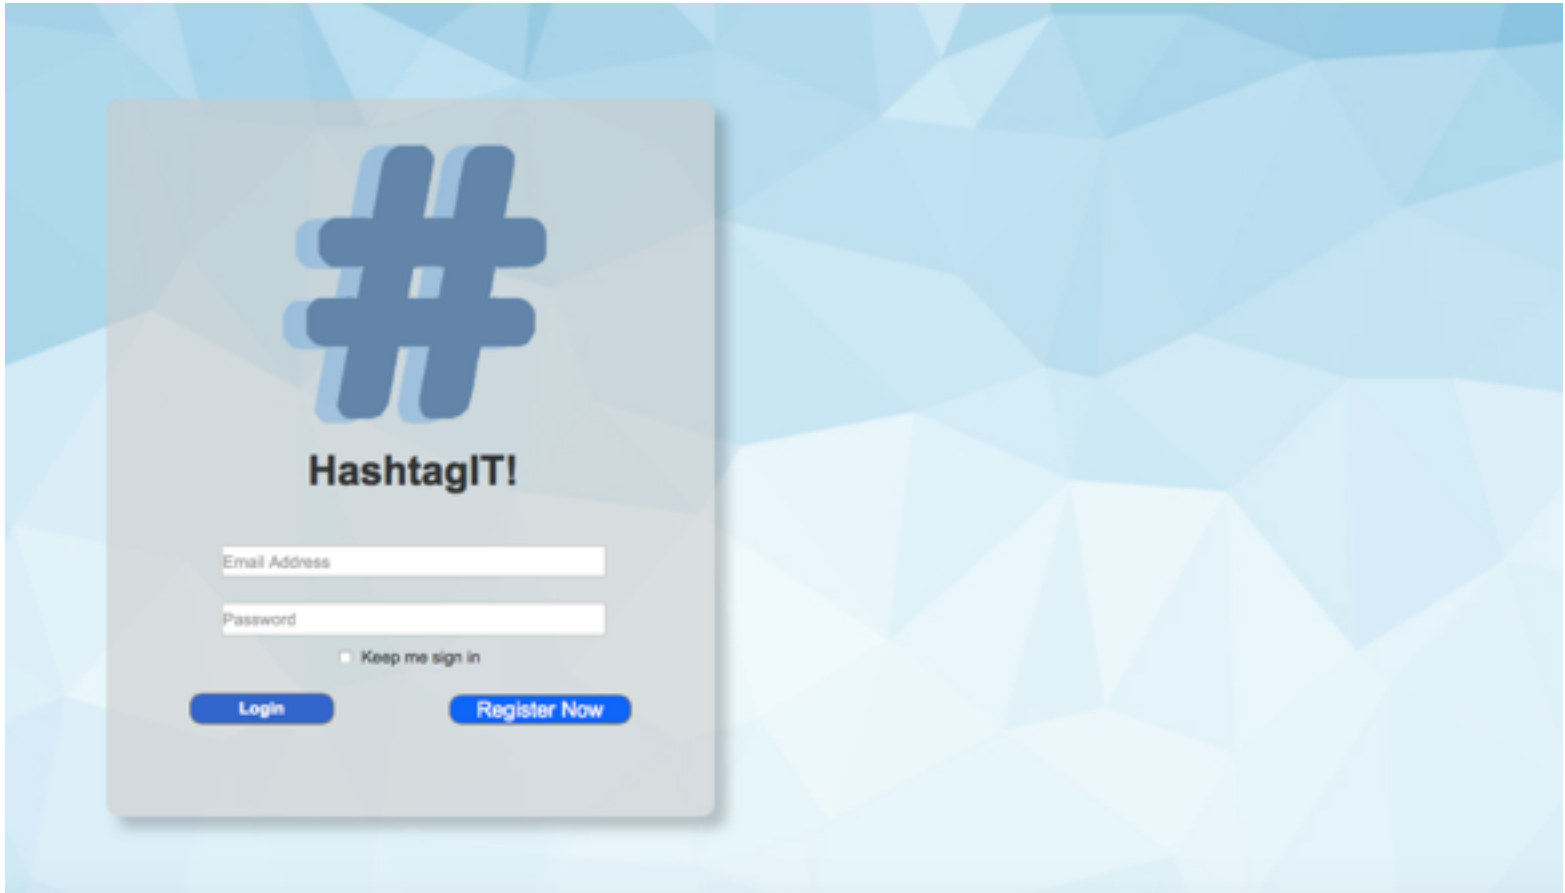 #
HashtagIT!
Email Address
Password
Keep me sign in
Login
Register Now